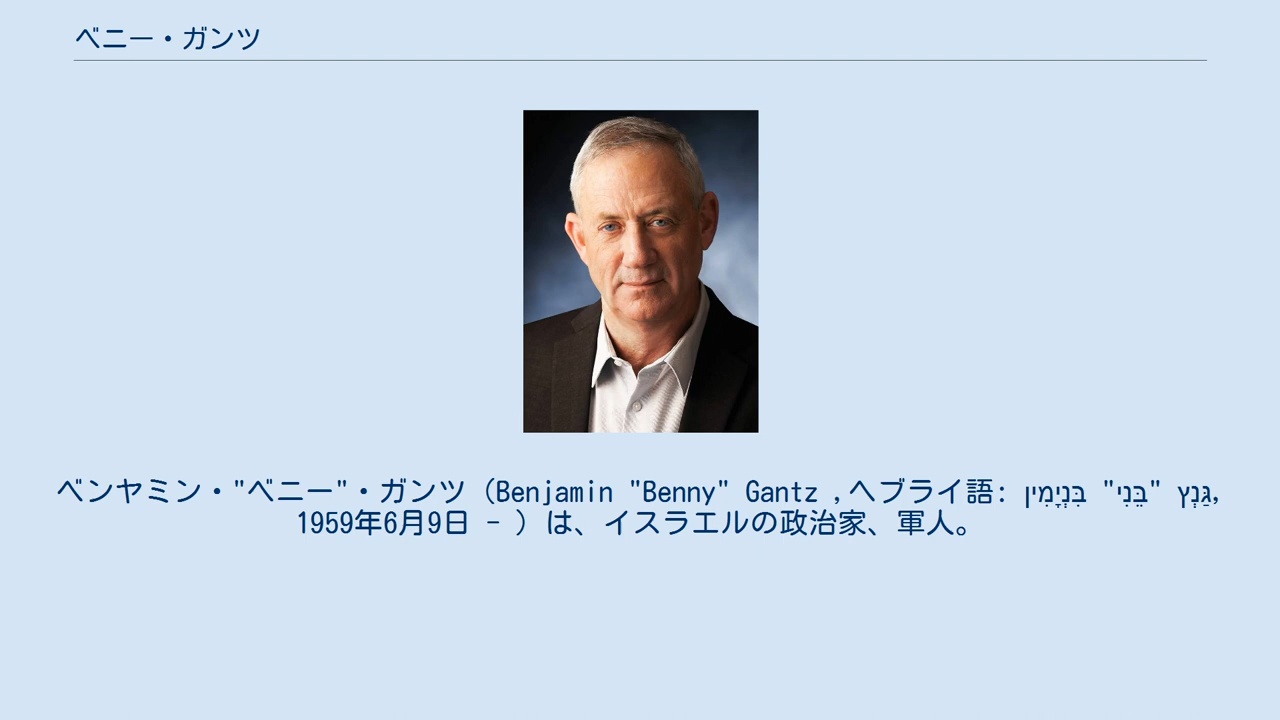 ベニー・ガンツ
ベンヤミン・"ベニー"・ガンツ（Benjamin "Benny" Gantz ,ヘブライ語: בִּנְיָמִין "בֵּנִי" גַּנְץ,
1959年6月9日 - ）は、イスラエルの政治家、軍人。